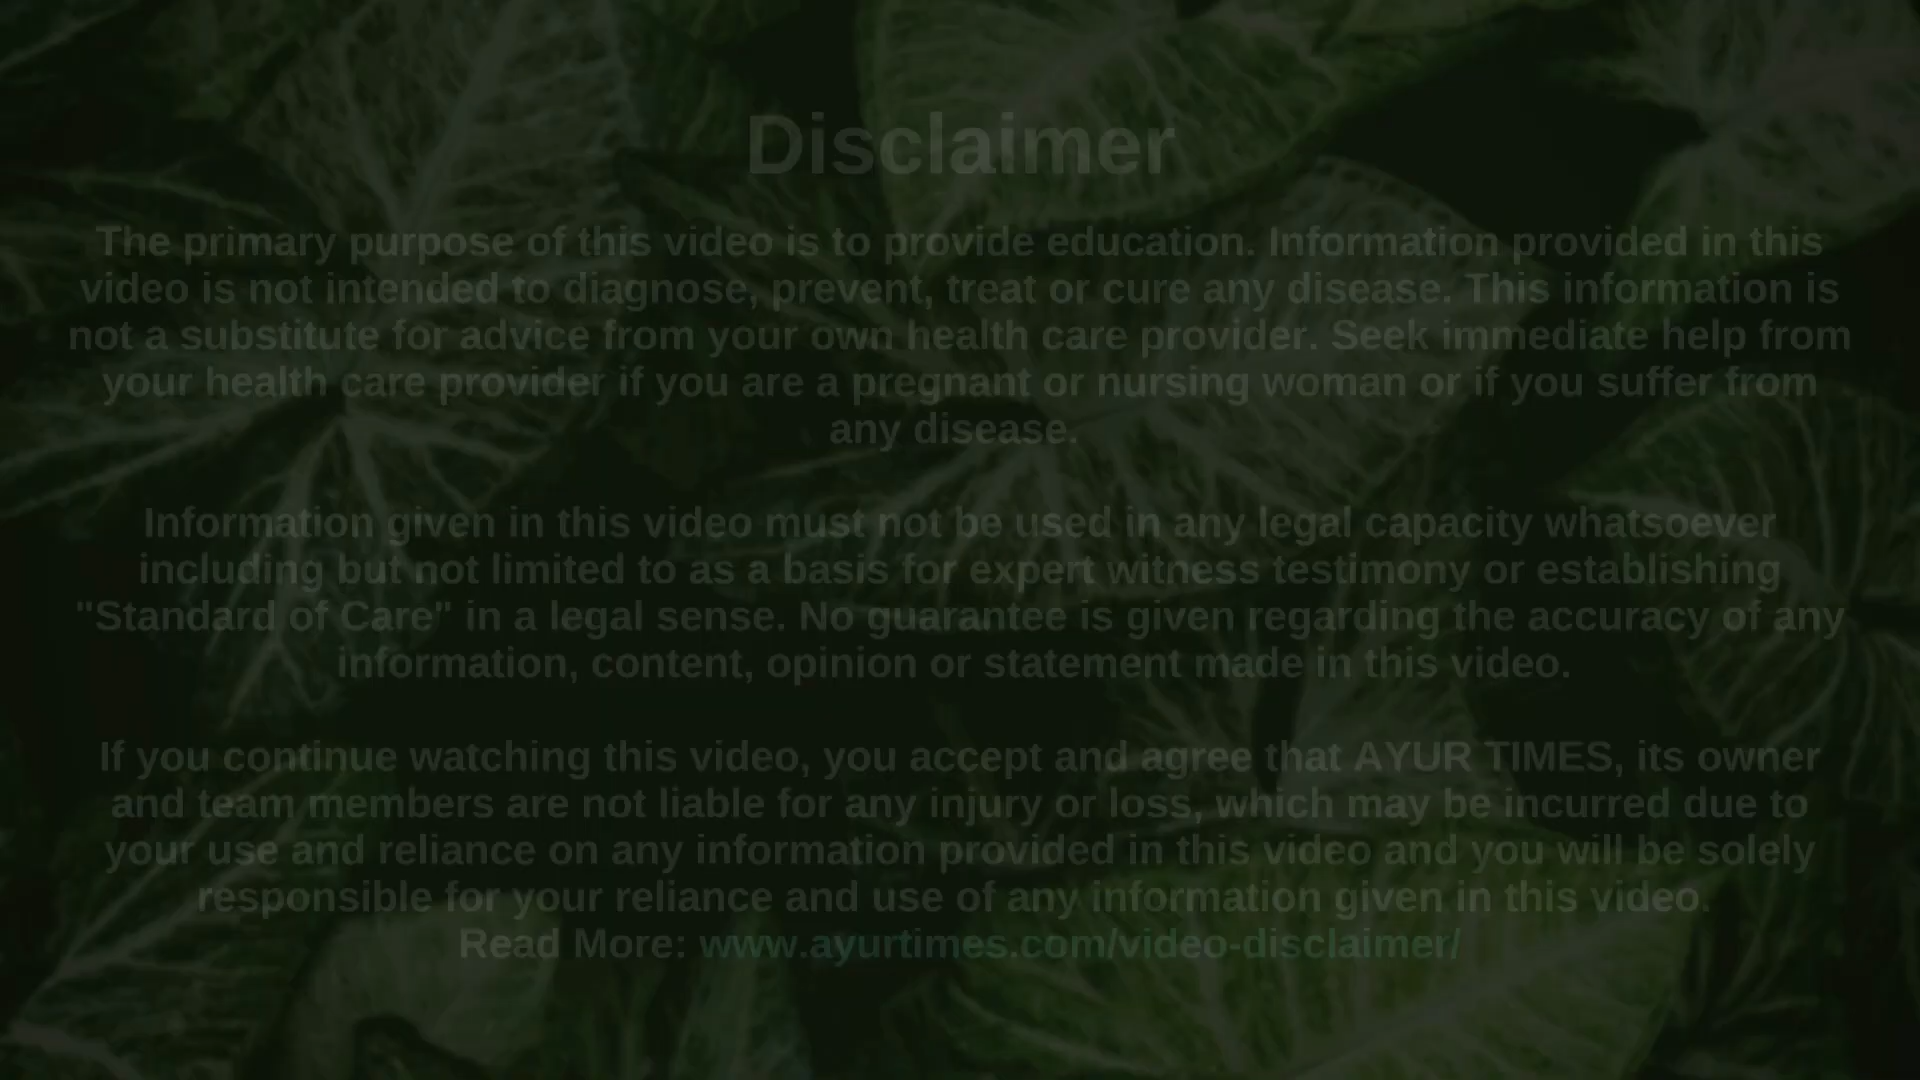 Disclaimer
The primary purpose of this video is to provide education. Information provided in this
video is not intended to diagnose, prevent, treat or cure any disease. This information is
not a substitute for advice from your own health care provider. Seek immediate help from
your health care provider if you are a pregnant or nursing woman or if you suffer from
any disease.
Information given in this video must not be used in any legal capacity whatsoever
including but not limited to as a basis for expert witness testimony or establishing
"Standard of Care" in a legal sense. No guarantee is given regarding the accuracy of any
information, content, opinion or statement made in this video.
If you continue watching this video, you accept and agree that AYUR TIMES, its owner
and team members are not liable for any injury or loss, which may be incurred due to
your use and reliance on any information provided in this video and you will be solely
responsible for your reliance and use of any information given in this video.
Read More: www.ayurtimes.com/video-disclaimer/